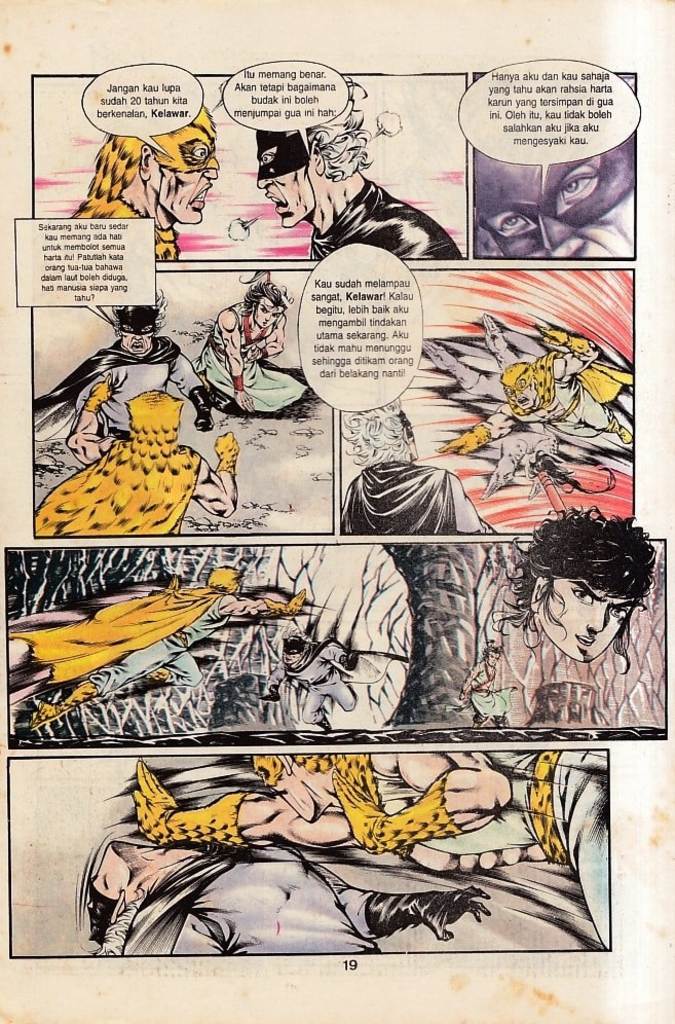 Jangan kau lupa
sudah 20 tahun kita
berkenalan, Kelawar.
Itu memang benar.
Akan tetapi bagaimana
budak ini boleh
menjumpai gua ini hah;
Hanya aku dan kau sahaja
yang tahu akan rahsia harta
karun yang tersimpan di gua
ini. Oleh itu, kau tidak boleh
salahkan aku jika aku
mengesyaki kau.
Sekarang aku baru sedar
kau memang ada hati
untuk membolot semua
harta itu! Patutlah kata
orang tua-tua bahawa
dalam laut boleh diduga,
hati manusia siapa yang
tahu?
Kau sudah melampau
sangat, Kelawar! Kalau
begitu, lebih baik aku
mengambil tindakan
utama sekarang. Aku
tidak mahu menunggu
sehingga ditikam orang
dari belakang nanti!
19